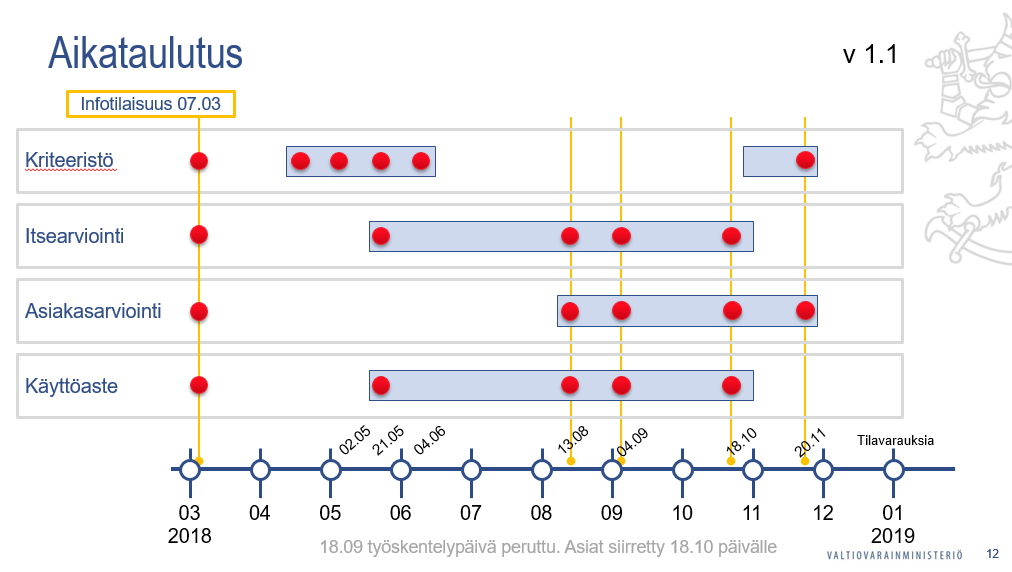 Aikataulutus
v 1.1
Infotilaisuus 07.03
Kriteeristö
Itsearviointi
Asiakasarviointi
Käyttöaste
02.05 21.05 04.06 13.08 04.09 18.10 20.11 Tilavarauksia
03 04 05 06 07 08 09 10 11 12 01
2018 2019
18.09 työskentelypäivä peruttu. Asiat siirretty 18.10 päivälle
VALTIOVARAINMINISTERIÖ 12